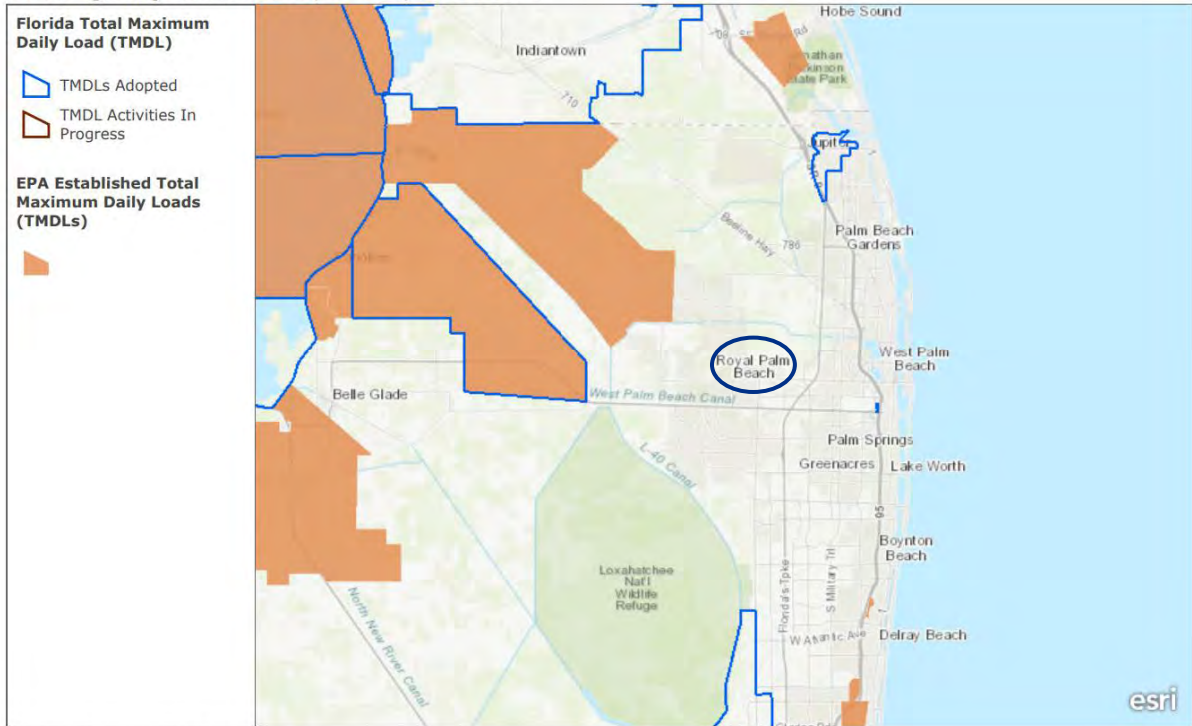 Florida Total Maximum
Daily Load (TMDL)
TMDLs Adopted
TMDL Activities In
Progress
EPA Established Total
Maximum Daily Loads
(TMDLs)
Hobe Sound
Indiantown
State Park
710
Jupiter
1
Beeline Hwy
786
Palm Beach
Gardens
Royal Palm
Beach
West Palm
Beach
Belle Glade
West Palm Beach Canal
Palm Springs
L-40 Canal
Greenacres
Lake Worth
95
Boynton
Beach
Loxahatchee
Nat'l
Wildlife
Refuge
Florida's-Tpke
S Military Trl
North New River Canal
1
W Atlantic Ave
Delray Beach
esri